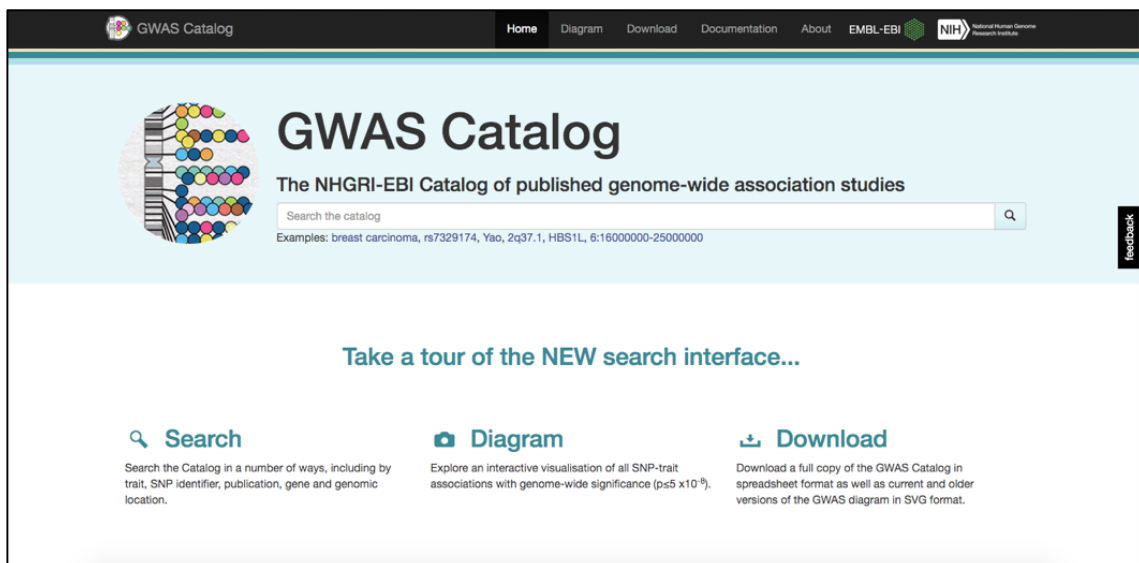 GWAS Catalog
Home
Diagram
Download
Documentation
About
EMBL-EBI
NIH
National Human Genome
Research Institute
GWAS Catalog
The NHGRI-EBI Catalog of published genome-wide association studies
Search the catalog
Examples: breast carcinoma, rs7329174, Yao, 2q37.1, HBS1L, 6:16000000-25000000
feedback
Take a tour of the NEW search interface...
Search
Search the Catalog in a number of ways, including by
trait, SNP identifier, publication, gene and genomic
location.
Diagram
Explore an interactive visualisation of all SNP-trait
associations with genome-wide significance (p≤5 x10⁻⁸).
Download
Download a full copy of the GWAS Catalog in
spreadsheet format as well as current and older
versions of the GWAS diagram in SVG format.